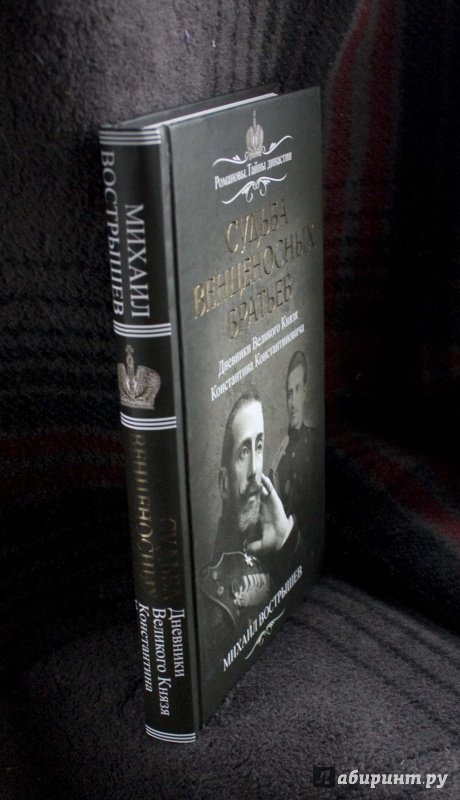 МИХАИЛ
ВОСТРЫШЕВ
СУДЬБА
ВЕНЦЕНОСНЫХ
Дневники
Великого Князя
Константина
Романовы. Тайны династии
СУДЬБА
ВЕНЦЕНОСНЫХ
БРАТЬЕВ
Дневники Великого Князя
Константина Константиновича
МИХАИЛ ВОСТРЫШЕВ
Лабиринт.ру